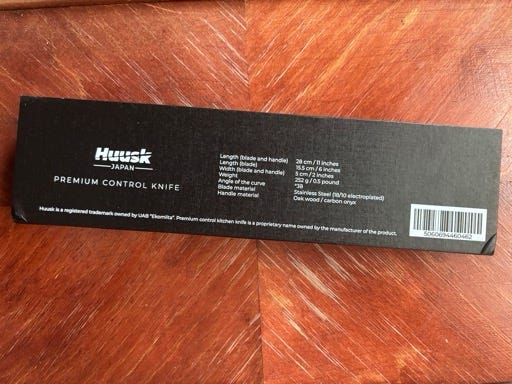 Huusk
JAPAN
PREMIUM CONTROL KNIFE
Length (blade and handle) 28 cm / 11 inches
Length (blade) 15.5 cm / 6 inches
Width (blade and handle) 5 cm / 2 inches
Weight 252 g / 0.5 pound
Angle of the curve °38
Blade material Stainless Steel (18/10 electroplated)
Handle material Oak wood / carbon onyx
Huusk is a registered trademark owned by UAB "Ekomlita". Premium control kitchen knife is a proprietary name owned by the manufacturer of the product.
5060694460462